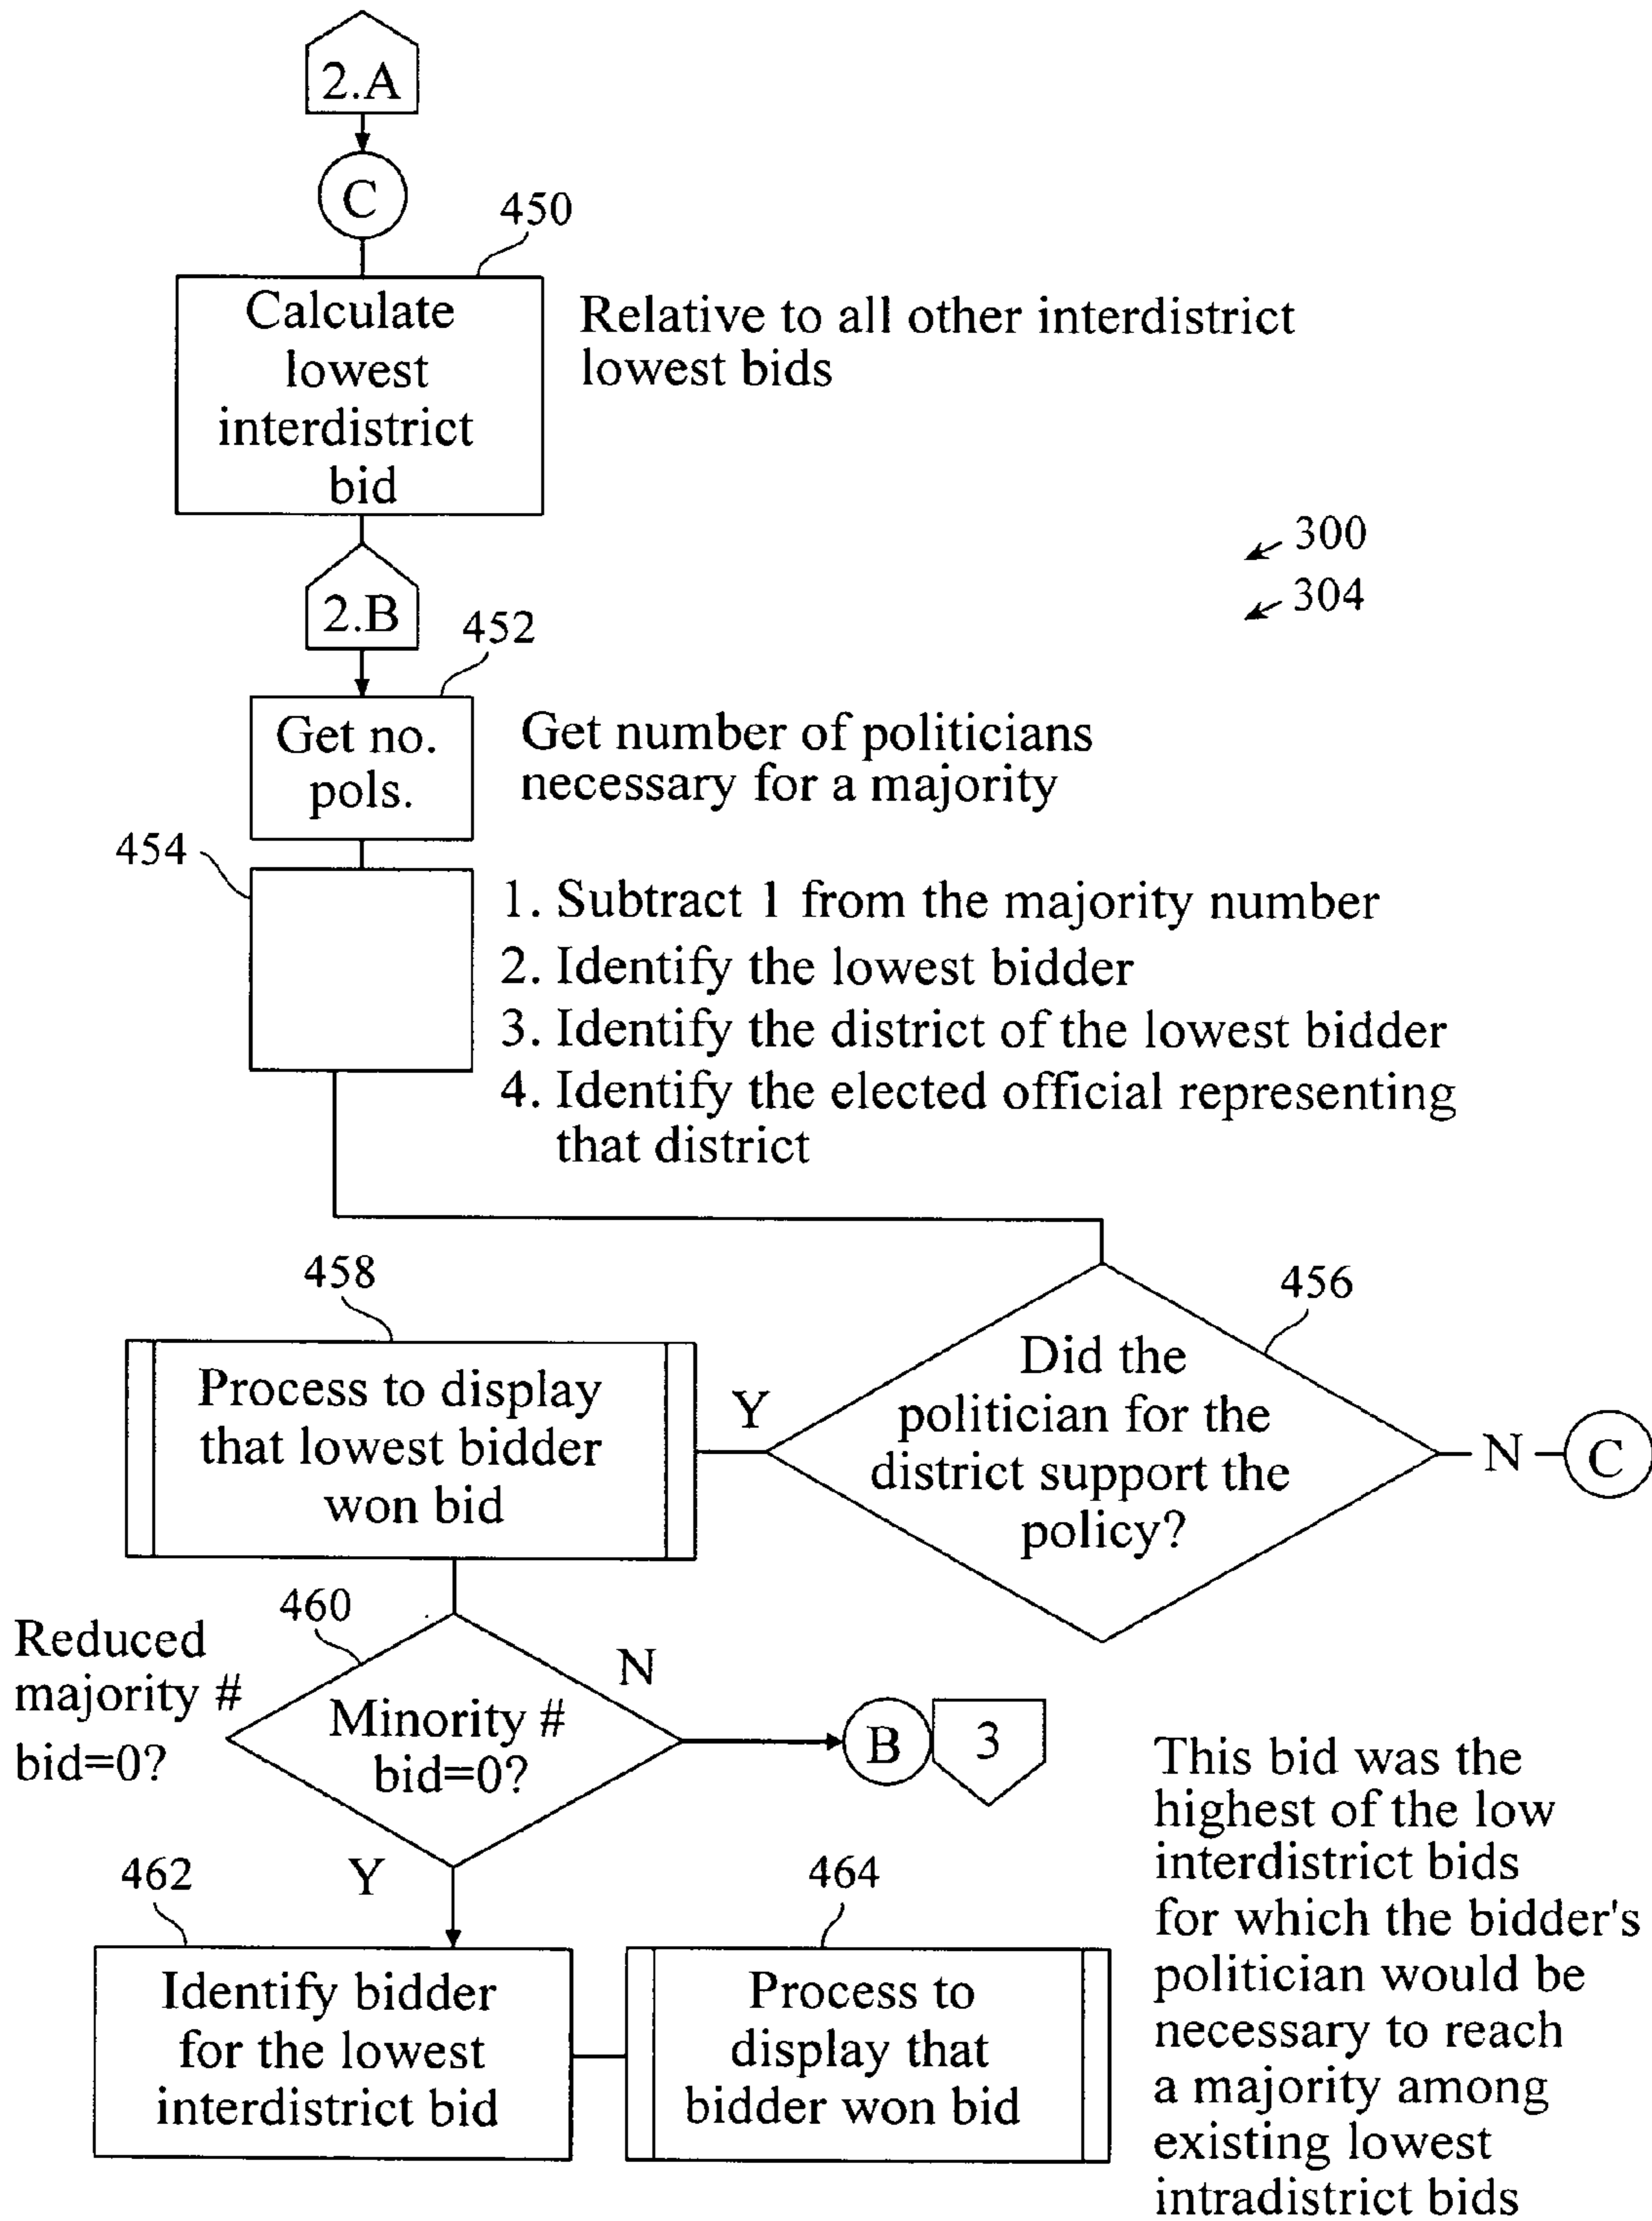 2.A
C
450
Calculate
lowest
interdistrict
bid
Relative to all other interdistrict
lowest bids
300
304
2.B
452
Get no.
pols.
Get number of politicians
necessary for a majority
454
1. Subtract 1 from the majority number
2. Identify the lowest bidder
3. Identify the district of the lowest bidder
4. Identify the elected official representing
that district
458
456
Process to display
that lowest bidder
won bid
Y
Did the
politician for the
district support the
policy?
N
C
460
Reduced
majority #
bid=0?
Minority #
bid=0?
N
B
3
Y
462
464
Identify bidder
for the lowest
interdistrict bid
Process to
display that
bidder won bid
This bid was the
highest of the low
interdistrict bids
for which the bidder's
politician would be
necessary to reach
a majority among
existing lowest
intradistrict bids